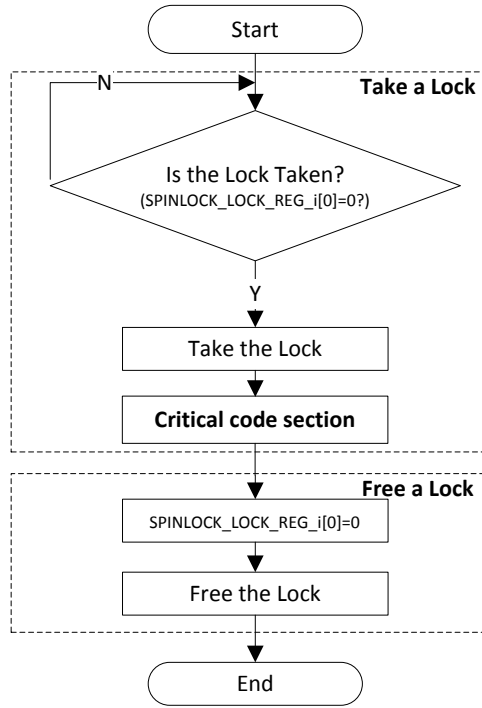 Start
N
Take a Lock
Is the Lock Taken?
(SPINLOCK_LOCK_REG_i[0]=0?)
Y
Take the Lock
Critical code section
Free a Lock
SPINLOCK_LOCK_REG_i[0]=0
Free the Lock
End